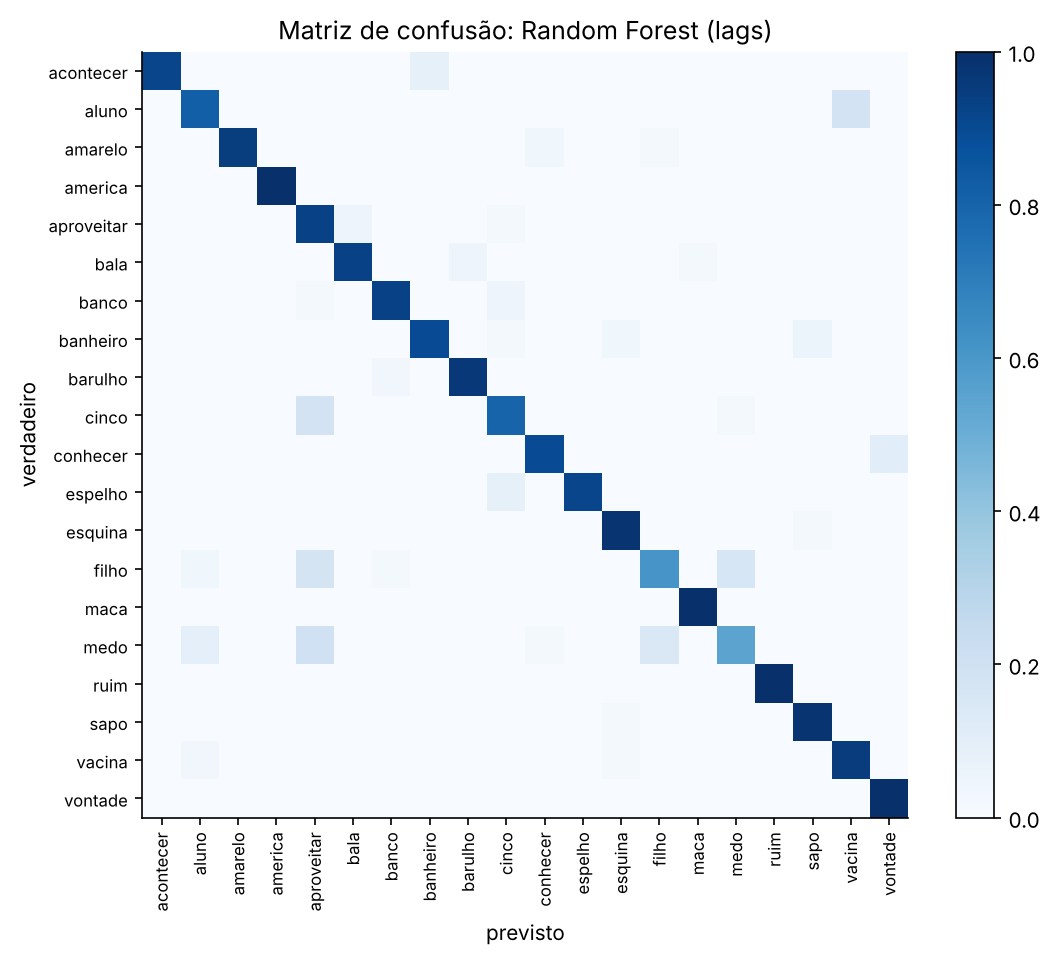 Matriz de confusão: Random Forest (lags)
verdadeiro
acontecer
aluno
amarelo
america
aproveitar
bala
banco
banheiro
barulho
cinco
conhecer
espelho
esquina
filho
maca
medo
ruim
sapo
vacina
vontade
acontecer
aluno
amarelo
america
aproveitar
bala
banco
banheiro
barulho
cinco
conhecer
espelho
esquina
filho
maca
medo
ruim
sapo
vacina
vontade
previsto
1.0
0.8
0.6
0.4
0.2
0.0